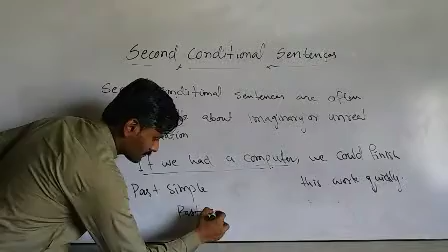 Second Conditional Sentences
conditional sentences are often
about imaginary or unreal
If we had a computer, we could finish
Past Simple this work quickly.
Past